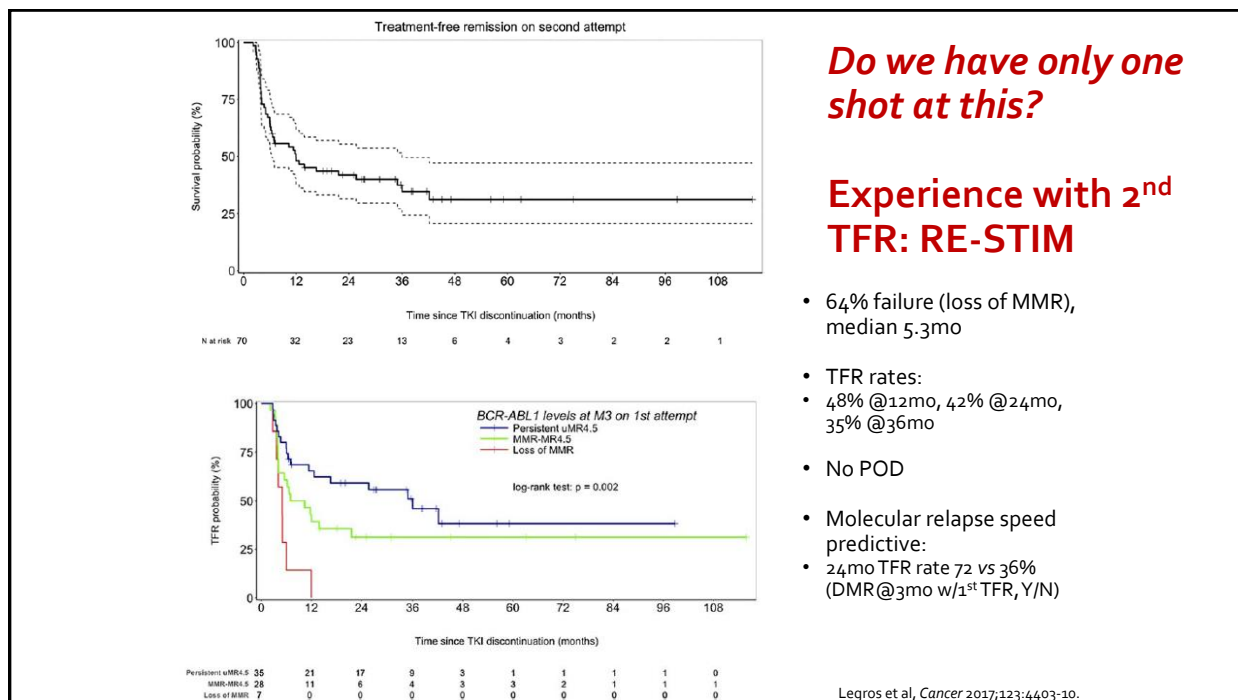 Treatment-free remission on second attempt
100
75
50
25
0
Survival probability (%)
0 12 24 36 48 60 72 84 96 108
Time since TKI discontinuation (months)
N at risk 70 32 23 13 6 4 3 2 2 1
100
75
50
25
0
TFR probability (%)
BCR-ABL1 levels at M3 on 1st attempt
Persistent uMR4.5
MMR-MR4.5
Loss of MMR
log-rank test: p = 0.002
0 12 24 36 48 60 72 84 96 108
Time since TKI discontinuation (months)
Persistent uMR4.5 35 21 17 9 3 1 1 1 1 0
MMR-MR4.5 28 11 6 4 3 3 2 1 1 1
Loss of MMR 7 0 0 0 0 0 0 0 0 0
Do we have only one
shot at this?
Experience with 2nd
TFR: RE-STIM
• 64% failure (loss of MMR),
median 5.3mo
• TFR rates:
• 48% @12mo, 42% @24mo,
35% @36mo
• No POD
• Molecular relapse speed
predictive:
• 24mo TFR rate 72 vs 36%
(DMR@3mo w/1st TFR, Y/N)
Legros et al, Cancer 2017;123:4403-10.